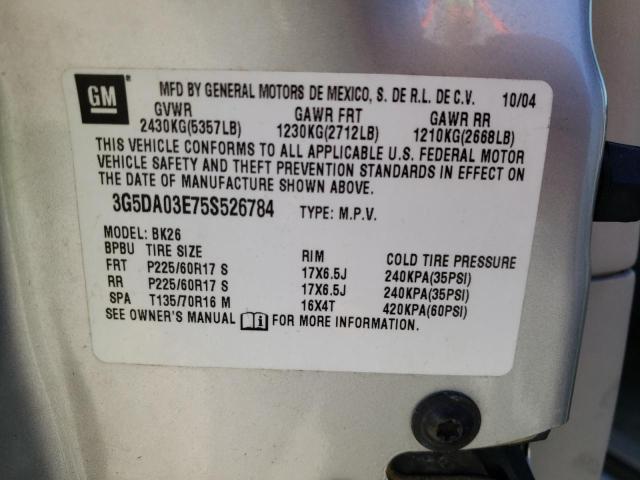 GM ® MFD BY GENERAL MOTORS DE MEXICO, S. DE R.L. DE C.V. 10/04
GVWR GAWR FRT GAWR RR
2430KG(5357LB) 1230KG(2712LB) 1210KG(2668LB)
THIS VEHICLE CONFORMS TO ALL APPLICABLE U.S. FEDERAL MOTOR
VEHICLE SAFETY AND THEFT PREVENTION STANDARDS IN EFFECT ON
THE DATE OF MANUFACTURE SHOWN ABOVE.
3G5DA03E75S526784 TYPE: M.P.V.
MODEL: BK26
BPBU TIRE SIZE RIM COLD TIRE PRESSURE
FRT P225/60R17 S 17X6.5J 240KPA(35PSI)
RR P225/60R17 S 17X6.5J 240KPA(35PSI)
SPA T135/70R16 M 16X4T 420KPA(60PSI)
SEE OWNER'S MANUAL FOR MORE INFORMATION.